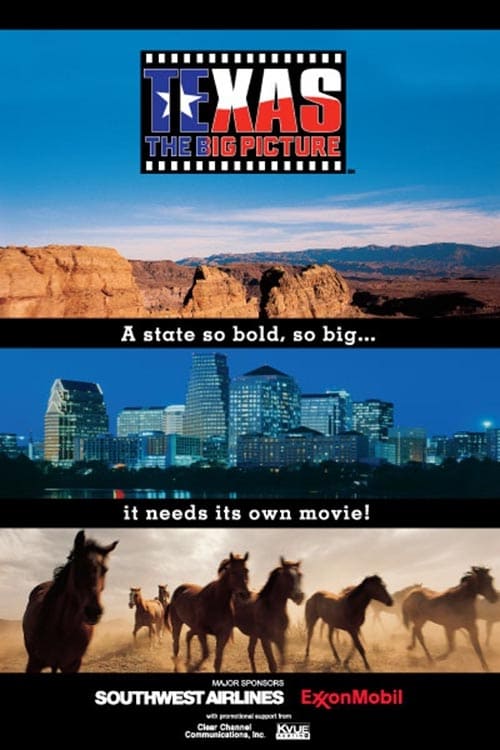 TEXAS
THE BIG PICTURE
A state so bold, so big...
it needs its own movie!
MAJOR SPONSORS
SOUTHWEST AIRLINES ExxonMobil
with promotional support from
Clear Channel
Communications, Inc.
KVUE